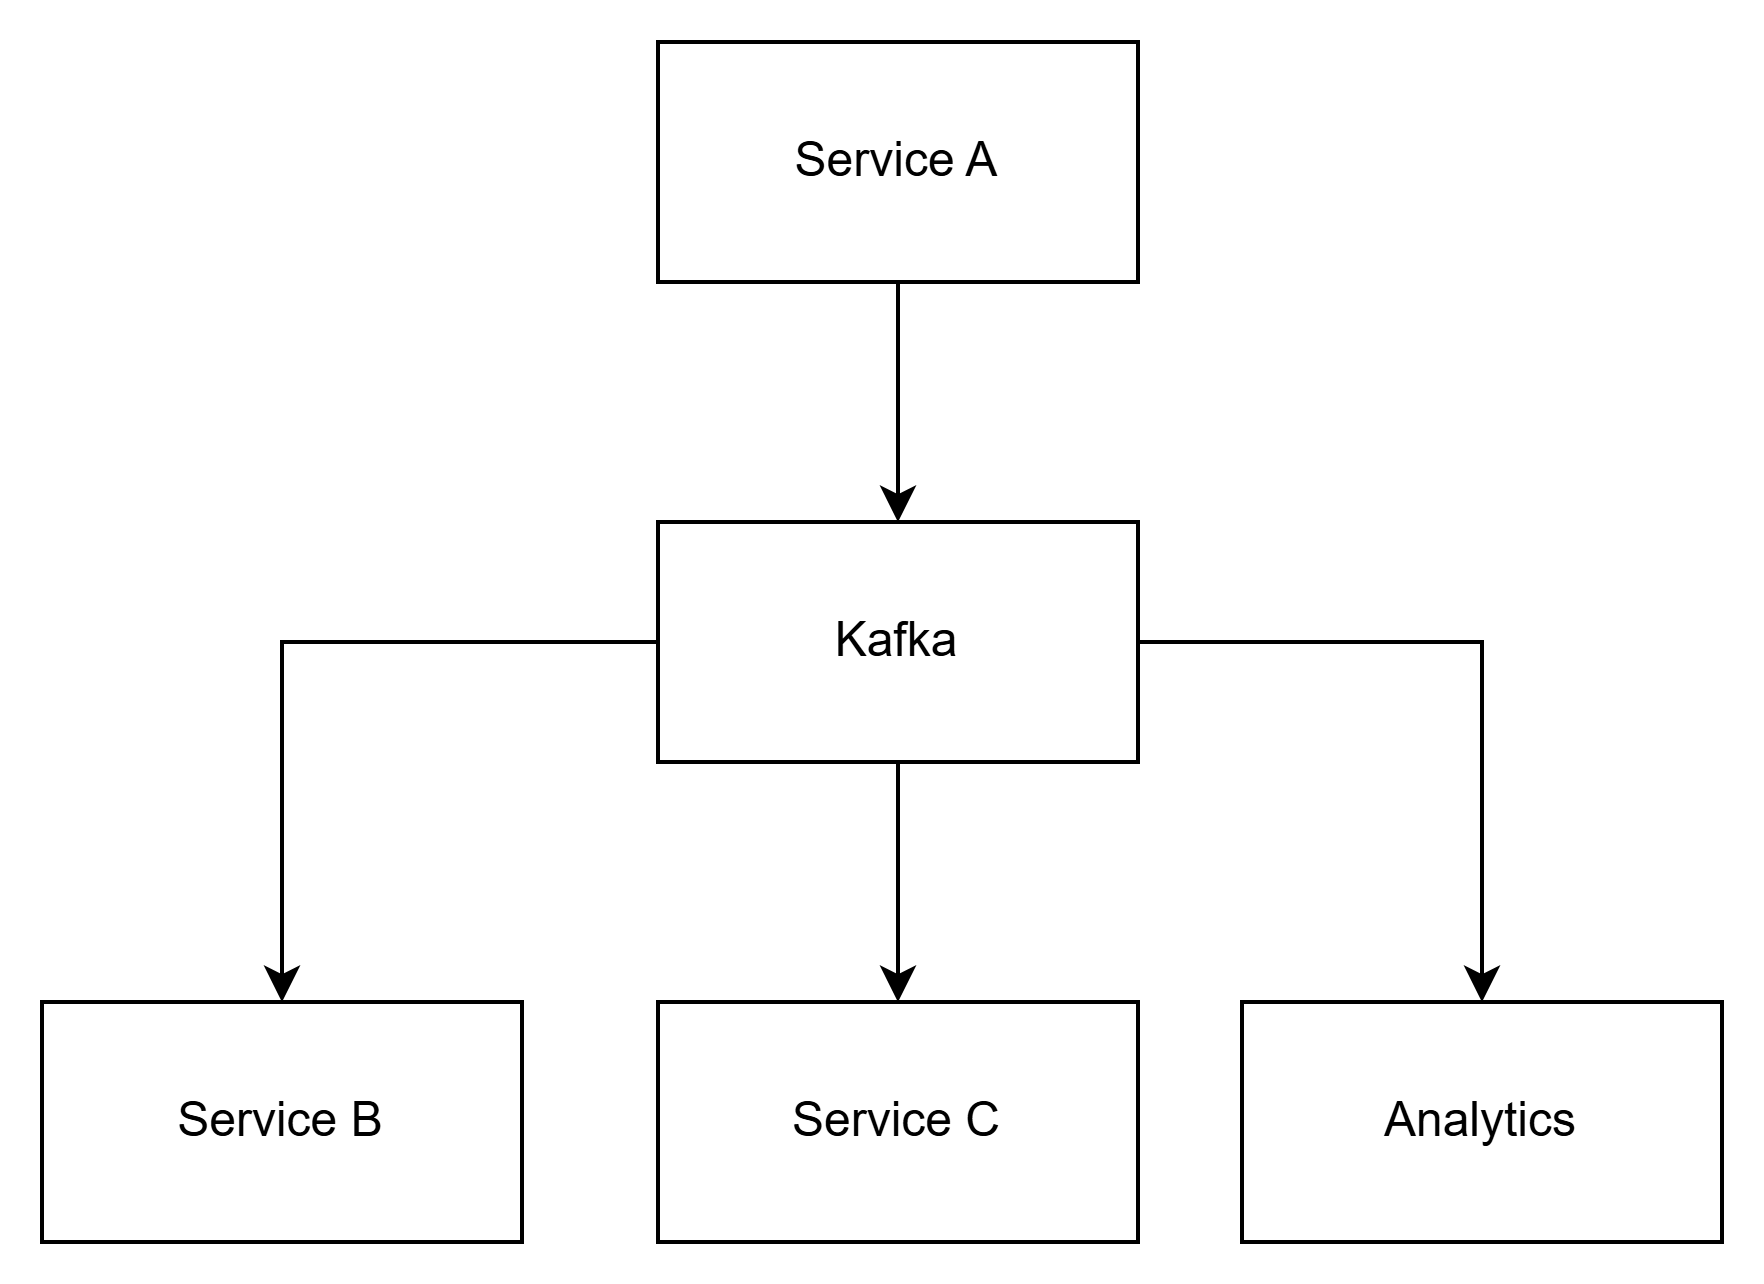 Service A
Kafka
Service B
Service C
Analytics